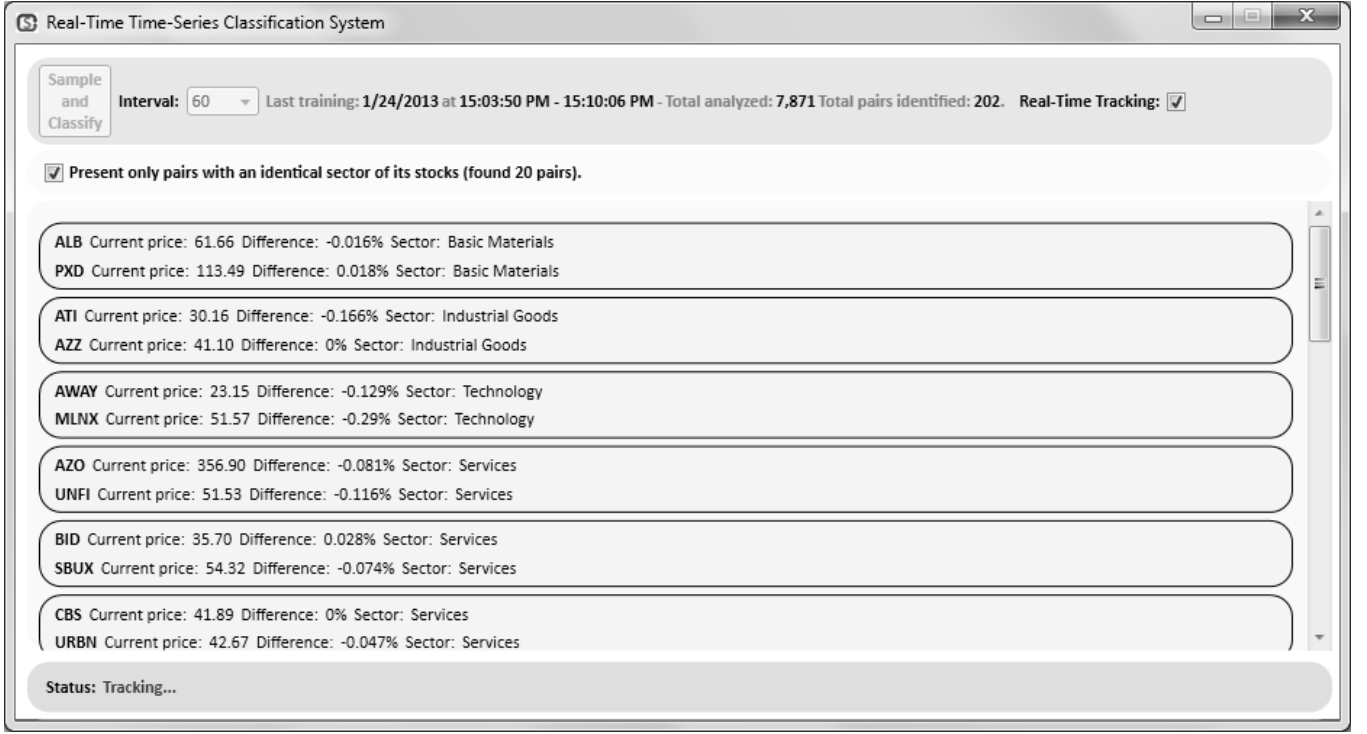 Real-Time Time-Series Classification System
Sample
and
Classify
Interval: 60 Last training: 1/24/2013 at 15:03:50 PM - 15:10:06 PM - Total analyzed: 7,871 Total pairs identified: 202. Real-Time Tracking:
Present only pairs with an identical sector of its stocks (found 20 pairs).
ALB Current price: 61.66 Difference: -0.016% Sector: Basic Materials
PXD Current price: 113.49 Difference: 0.018% Sector: Basic Materials
ATI Current price: 30.16 Difference: -0.166% Sector: Industrial Goods
AZZ Current price: 41.10 Difference: 0% Sector: Industrial Goods
AWAY Current price: 23.15 Difference: -0.129% Sector: Technology
MLNX Current price: 51.57 Difference: -0.29% Sector: Technology
AZO Current price: 356.90 Difference: -0.081% Sector: Services
UNFI Current price: 51.53 Difference: -0.116% Sector: Services
BID Current price: 35.70 Difference: 0.028% Sector: Services
SBUX Current price: 54.32 Difference: -0.074% Sector: Services
CBS Current price: 41.89 Difference: 0% Sector: Services
URBN Current price: 42.67 Difference: -0.047% Sector: Services
Status: Tracking...